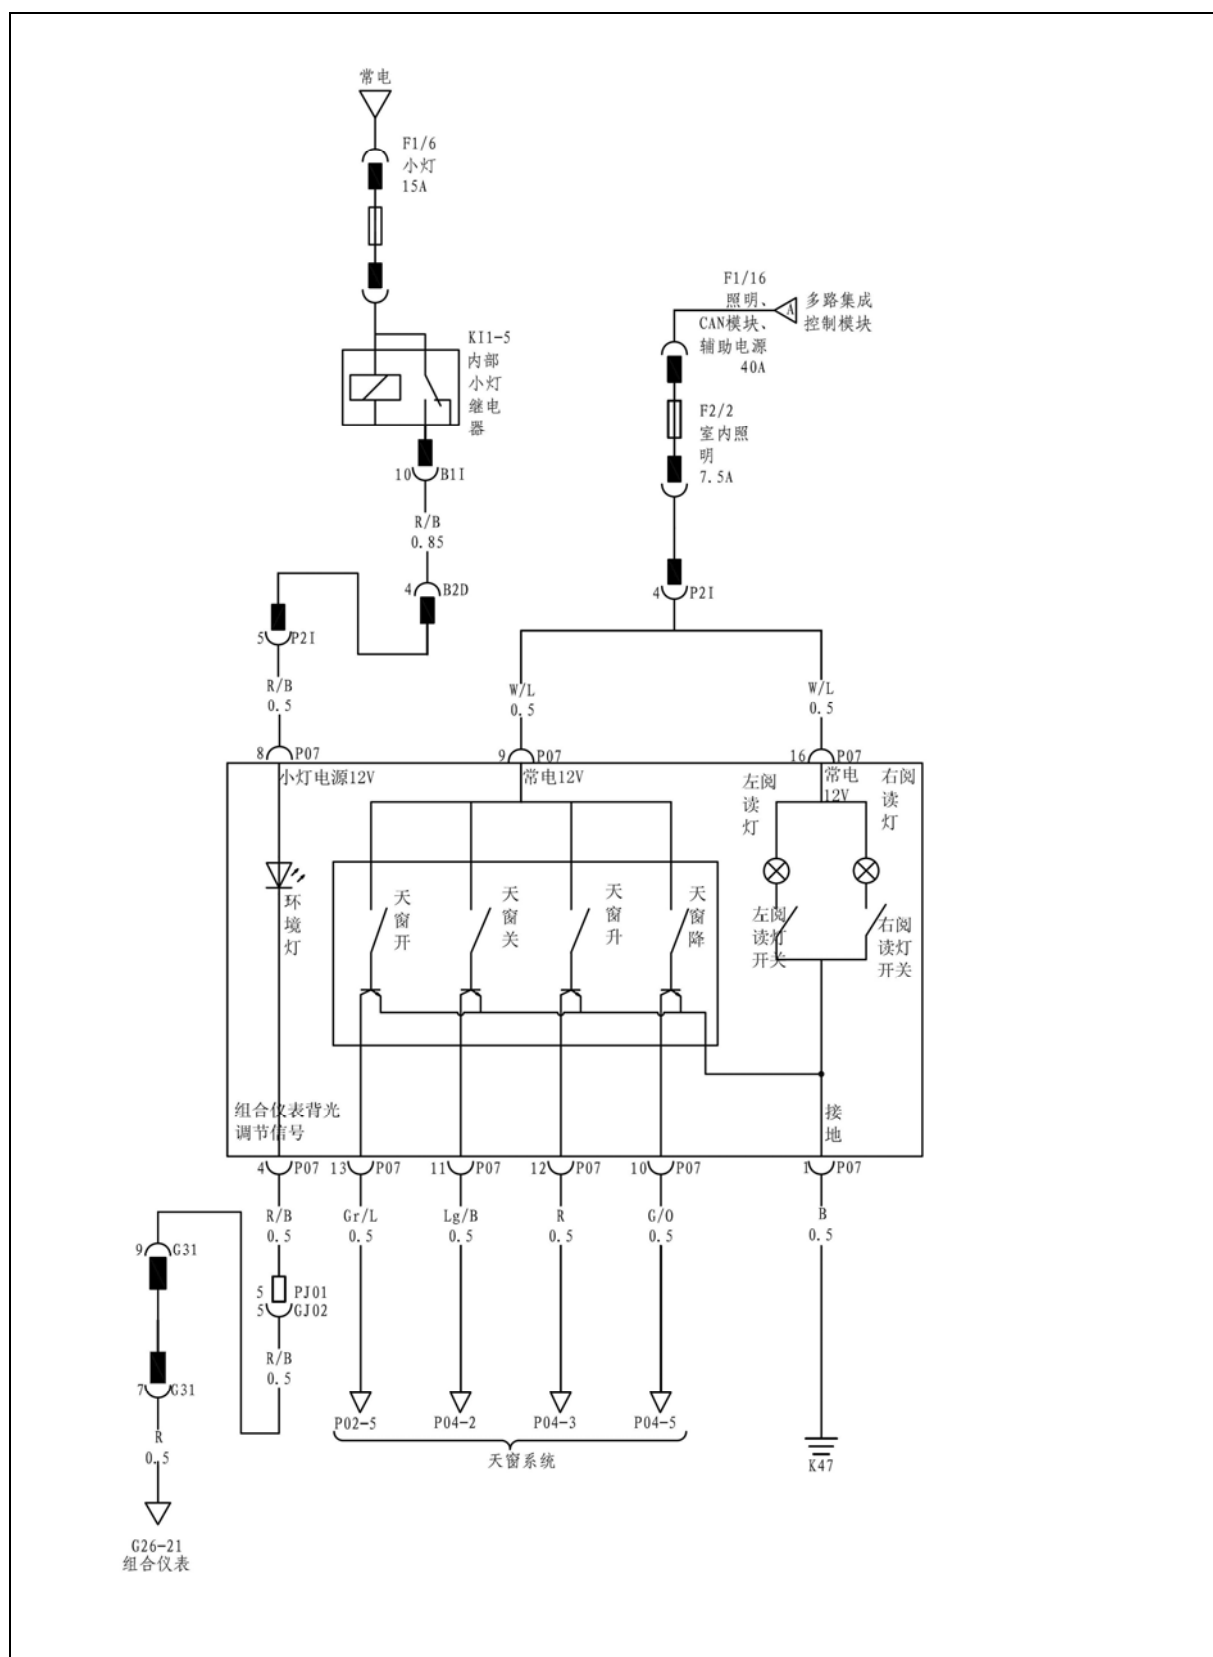 常电
F1/6
小灯
15A
F1/16
照明、
CAN模块、
辅助电源
40A
A
多路集成
控制模块
KI1-5
内部
小灯
继电
器
F2/2
室内照
明
7.5A
10 B1I
R/B
0.85
4 B2D
4 P2I
5 P2I
R/B
0.5
W/L
0.5
W/L
0.5
8 P07
9 P07
16 P07
小灯电源12V
常电12V
常电
12V
左阅
读
灯
右阅
读
灯
环
境
灯
天
窗
开
天
窗
关
天
窗
升
天
窗
降
左阅
读灯
开关
右阅
读灯
开关
组合仪表背光
调节信号
接
地
4 P07
13 P07
11 P07
12 P07
10 P07
1 P07
R/B
0.5
Gr/L
0.5
Lg/B
0.5
R
0.5
G/O
0.5
B
0.5
9 G31
5 PJ01
5 GJ02
R/B
0.5
7 G31
R
0.5
P02-5
P04-2
P04-3
P04-5
天窗系统
K47
G26-21
组合仪表